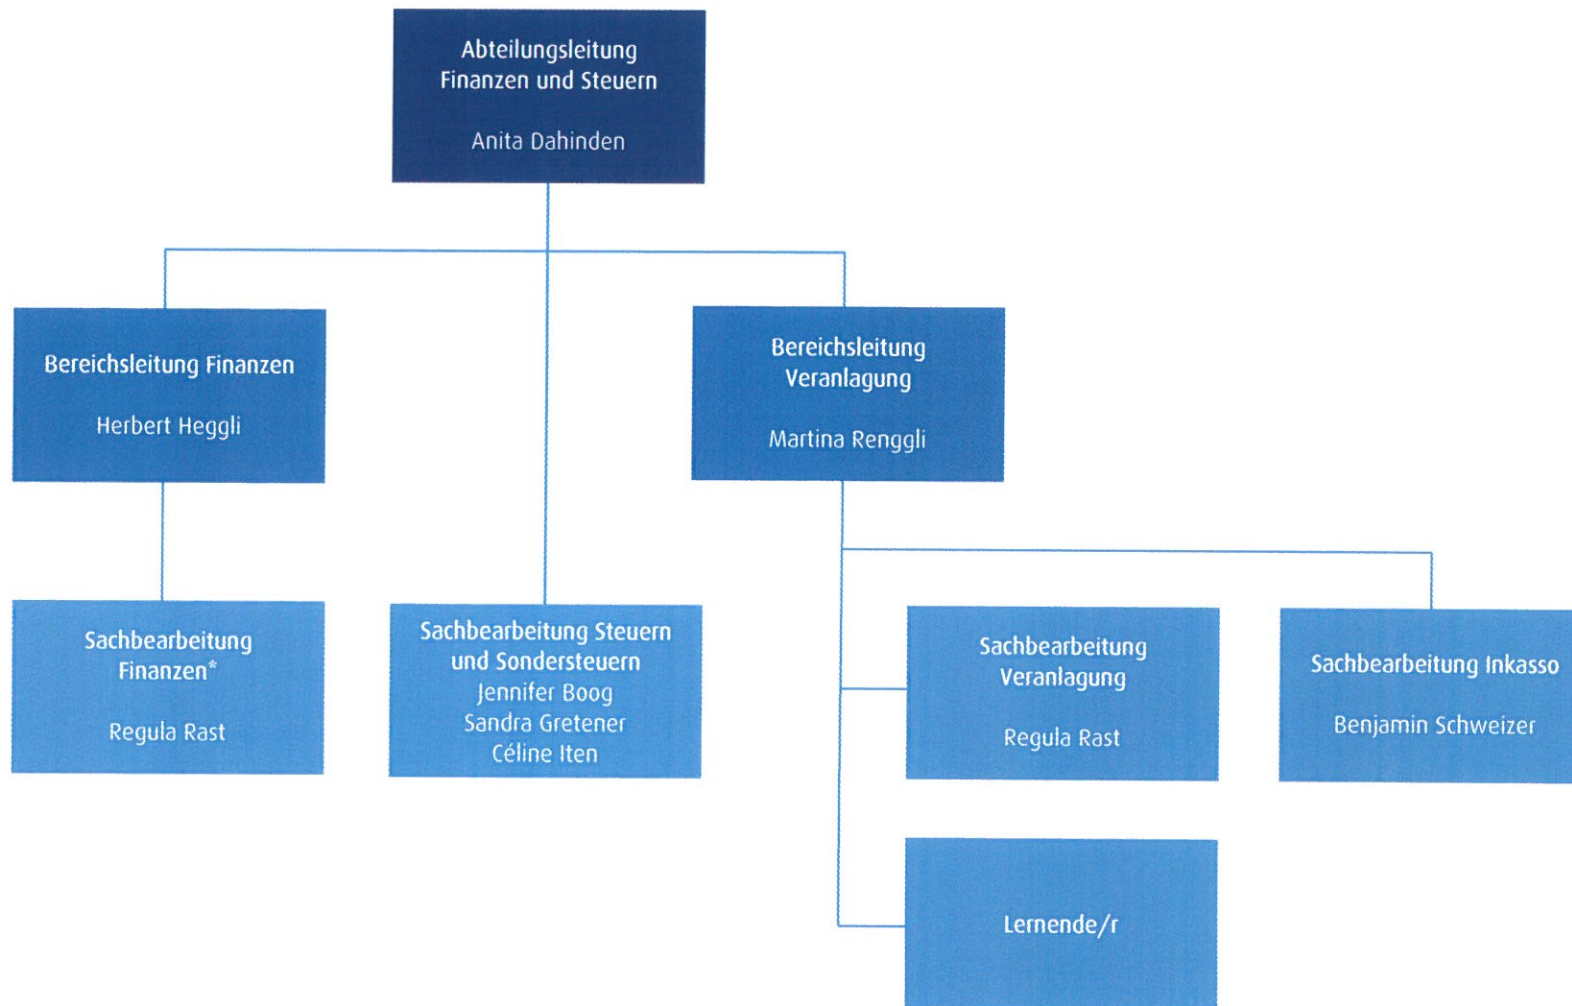 Abteilungsleitung
Finanzen und Steuern
Anita Dahinden
Bereichsleitung Finanzen
Herbert Heggli
Bereichsleitung
Veranlagung
Martina Renggli
Sachbearbeitung
Finanzen*
Regula Rast
Sachbearbeitung Steuern
und Sondersteuern
Jennifer Boog
Sandra Gretener
Céline Iten
Sachbearbeitung
Veranlagung
Regula Rast
Sachbearbeitung Inkasso
Benjamin Schweizer
Lernende/r